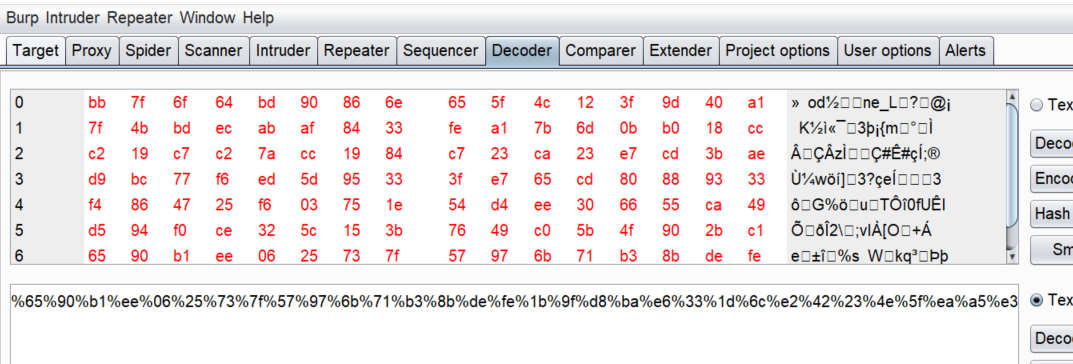 Burp Intruder Repeater Window Help
Target Proxy Spider Scanner Intruder Repeater Sequencer Decoder Comparer Extender Project options User options Alerts
0 bb 7f 6f 64 bd 90 86 6e 65 5f 4c 12 3f 9d 40 a1 » od½□□ne_L□?□@¡
1 7f 4b bd ec ab af 84 33 fe a1 7b 6d 0b b0 18 cc K½ì«¯□3þ¡{m□°□Ì
2 c2 19 c7 c2 7a cc 19 84 c7 23 ca 23 e7 cd 3b ae Â□ÇÂzÌ□□Ç#Ê#çÍ;®
3 d9 bc 77 f6 ed 5d 95 33 3f e7 65 cd 80 88 93 33 Ù¼wöí]□3?çeÍ□□□3
4 f4 86 47 25 f6 03 75 1e 54 d4 ee 30 66 55 ca 49 ô□G%ö□u□TÔî0fUÊI
5 d5 94 f0 ce 32 5c 15 3b 76 49 c0 5b 4f 90 2b c1 Õ□ðÎ2\□;vIÀ[O□+Á
6 65 90 b1 ee 06 25 73 7f 57 97 6b 71 b3 8b de fe e□±î□%s W□kq³□Þþ
%65%90%b1%ee%06%25%73%7f%57%97%6b%71%b3%8b%de%fe%1b%9f%d8%ba%e6%33%1d%6c%e2%42%23%4e%5f%ea%a5%e3
Tex
Deco
Enco
Hash
Sm
Tex
Deco